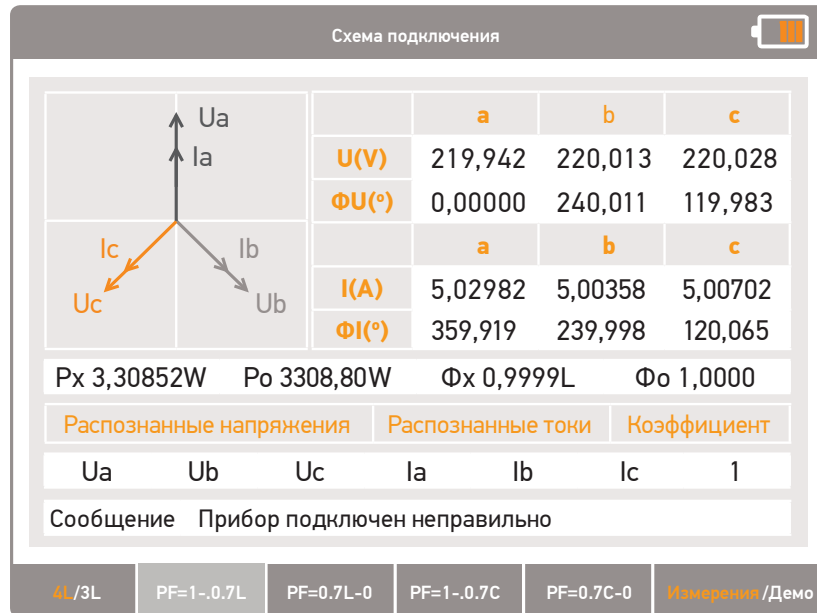 Схема подключения
Ua
Ia
Ic
Ib
Uc
Ub
a b c
U(V) 219,942 220,013 220,028
ΦU(°) 0,00000 240,011 119,983
a b c
I(A) 5,02982 5,00358 5,00702
ΦI(°) 359,919 239,998 120,065
Px 3,30852W Po 3308,80W Φx 0,9999L Φo 1,0000
Распознанные напряжения Распознанные токи Коэффициент
Ua Ub Uc Ia Ib Ic 1
Сообщение Прибор подключен неправильно
4L/3L PF=1-.0.7L PF=0.7L-0 PF=1-.0.7C PF=0.7C-0 Измерения/Демо